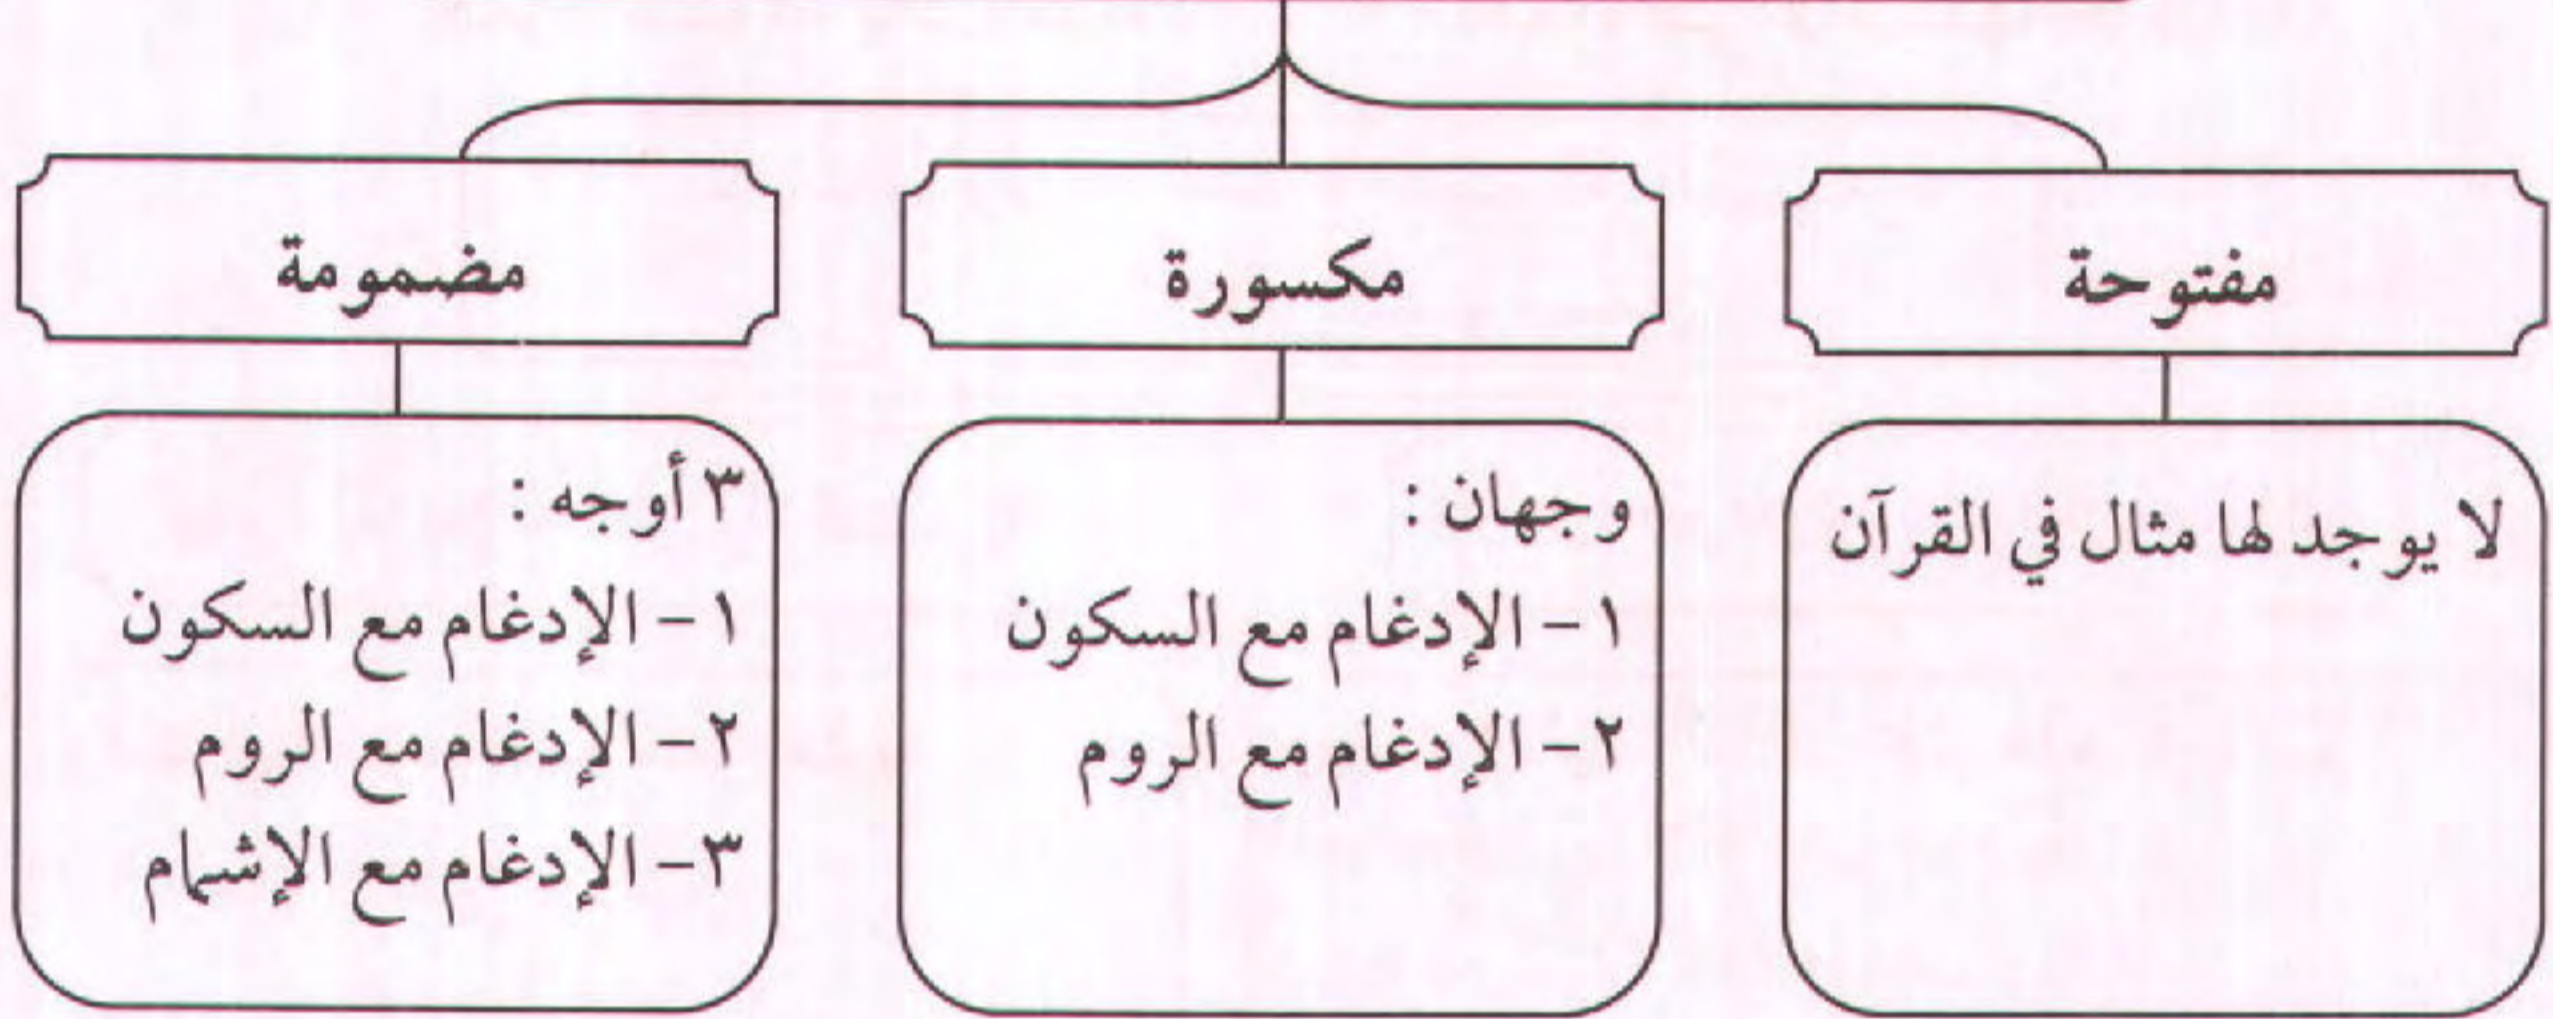 مفتوحة
لا يوجد لها مثال في القرآن
مكسورة
وجهان :
١ - الإدغام مع السكون
٢ - الإدغام مع الروم
مضمومة
٣ أوجه :
١ - الإدغام مع السكون
٢ - الإدغام مع الروم
٣ - الإدغام مع الإشمام